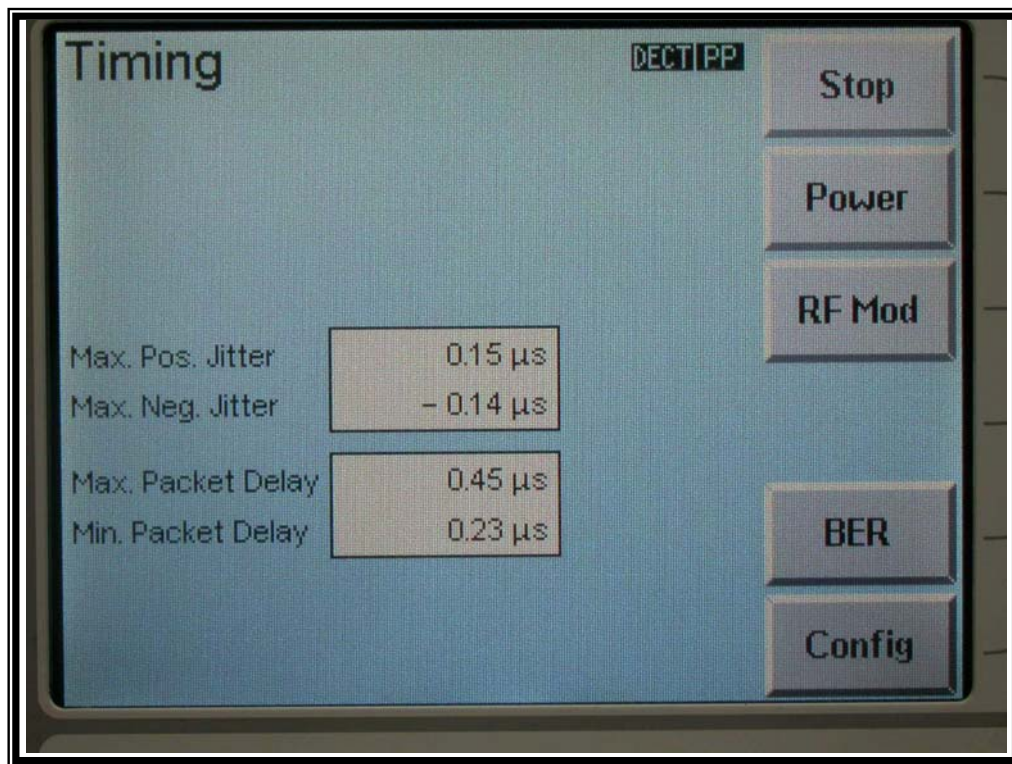 Timing
DECT PP
Stop
Power
RF Mod
Max. Pos. Jitter 0.15 µs
Max. Neg. Jitter – 0.14 µs
Max. Packet Delay 0.45 µs
Min. Packet Delay 0.23 µs
BER
Config